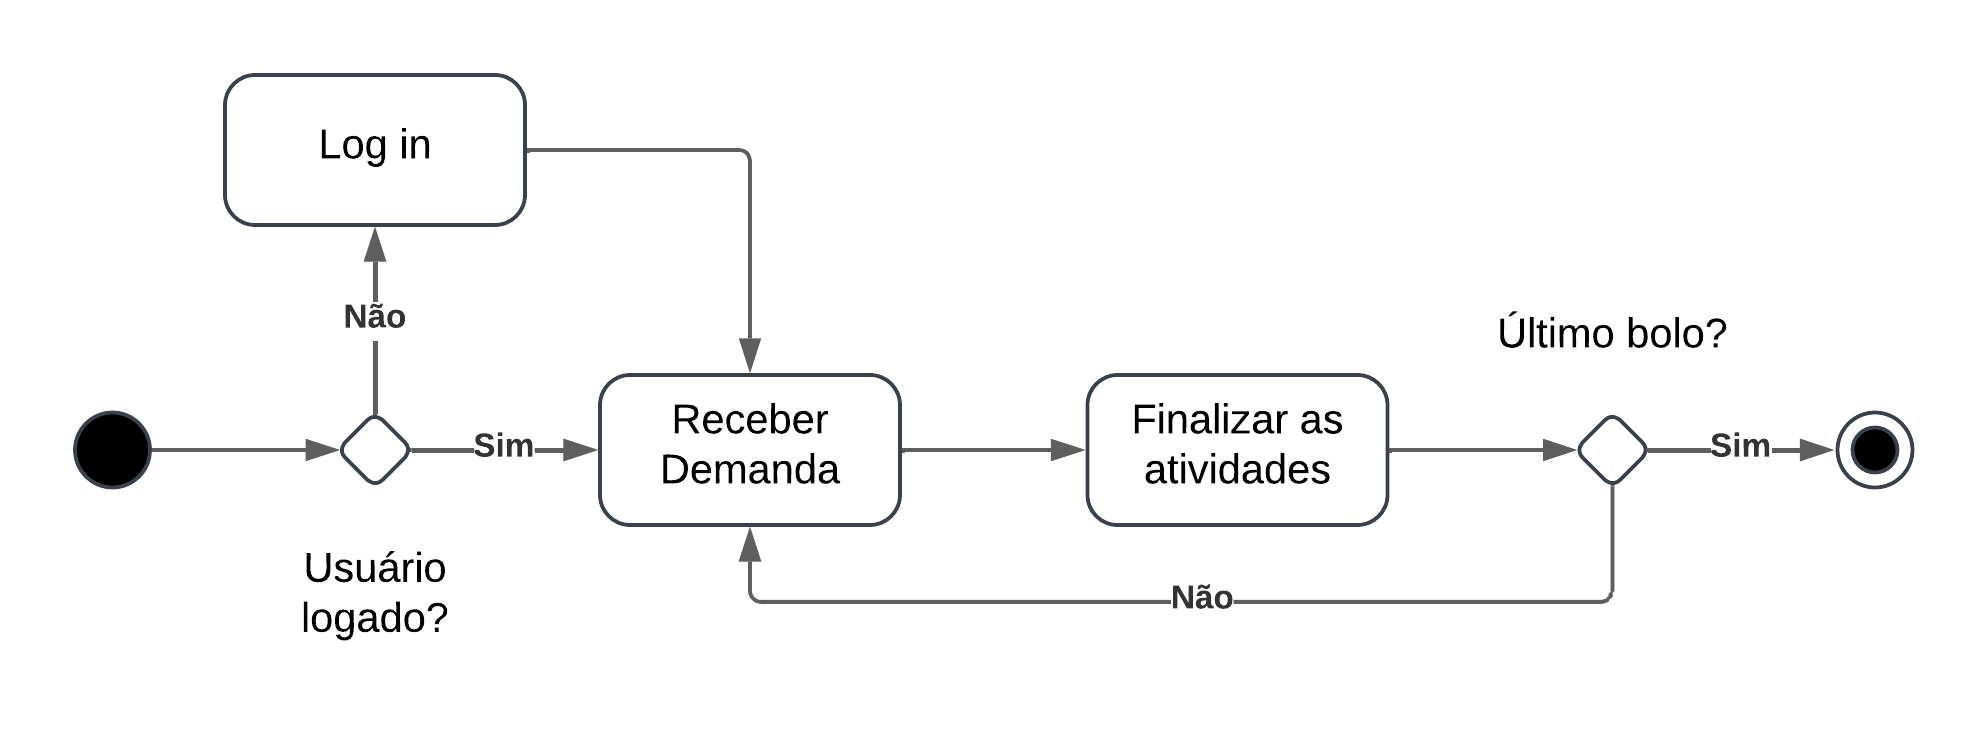 Log in
Não
Último bolo?
Sim
Receber
Demanda
Finalizar as
atividades
Sim
Usuário
logado?
Não